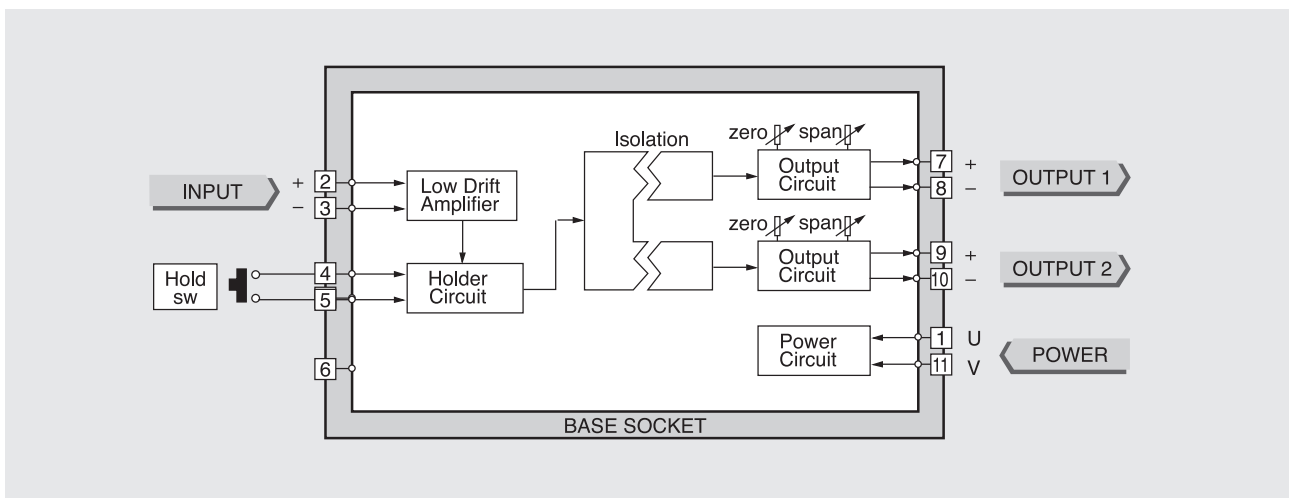 Isolation
zero span
zero span
INPUT
+ 2
− 3
Low Drift
Amplifier
Output
Circuit
7 +
8 −
OUTPUT 1
Hold
sw
4
5
Holder
Circuit
Output
Circuit
9 +
10 −
OUTPUT 2
6
Power
Circuit
1 U
11 V
POWER
BASE SOCKET